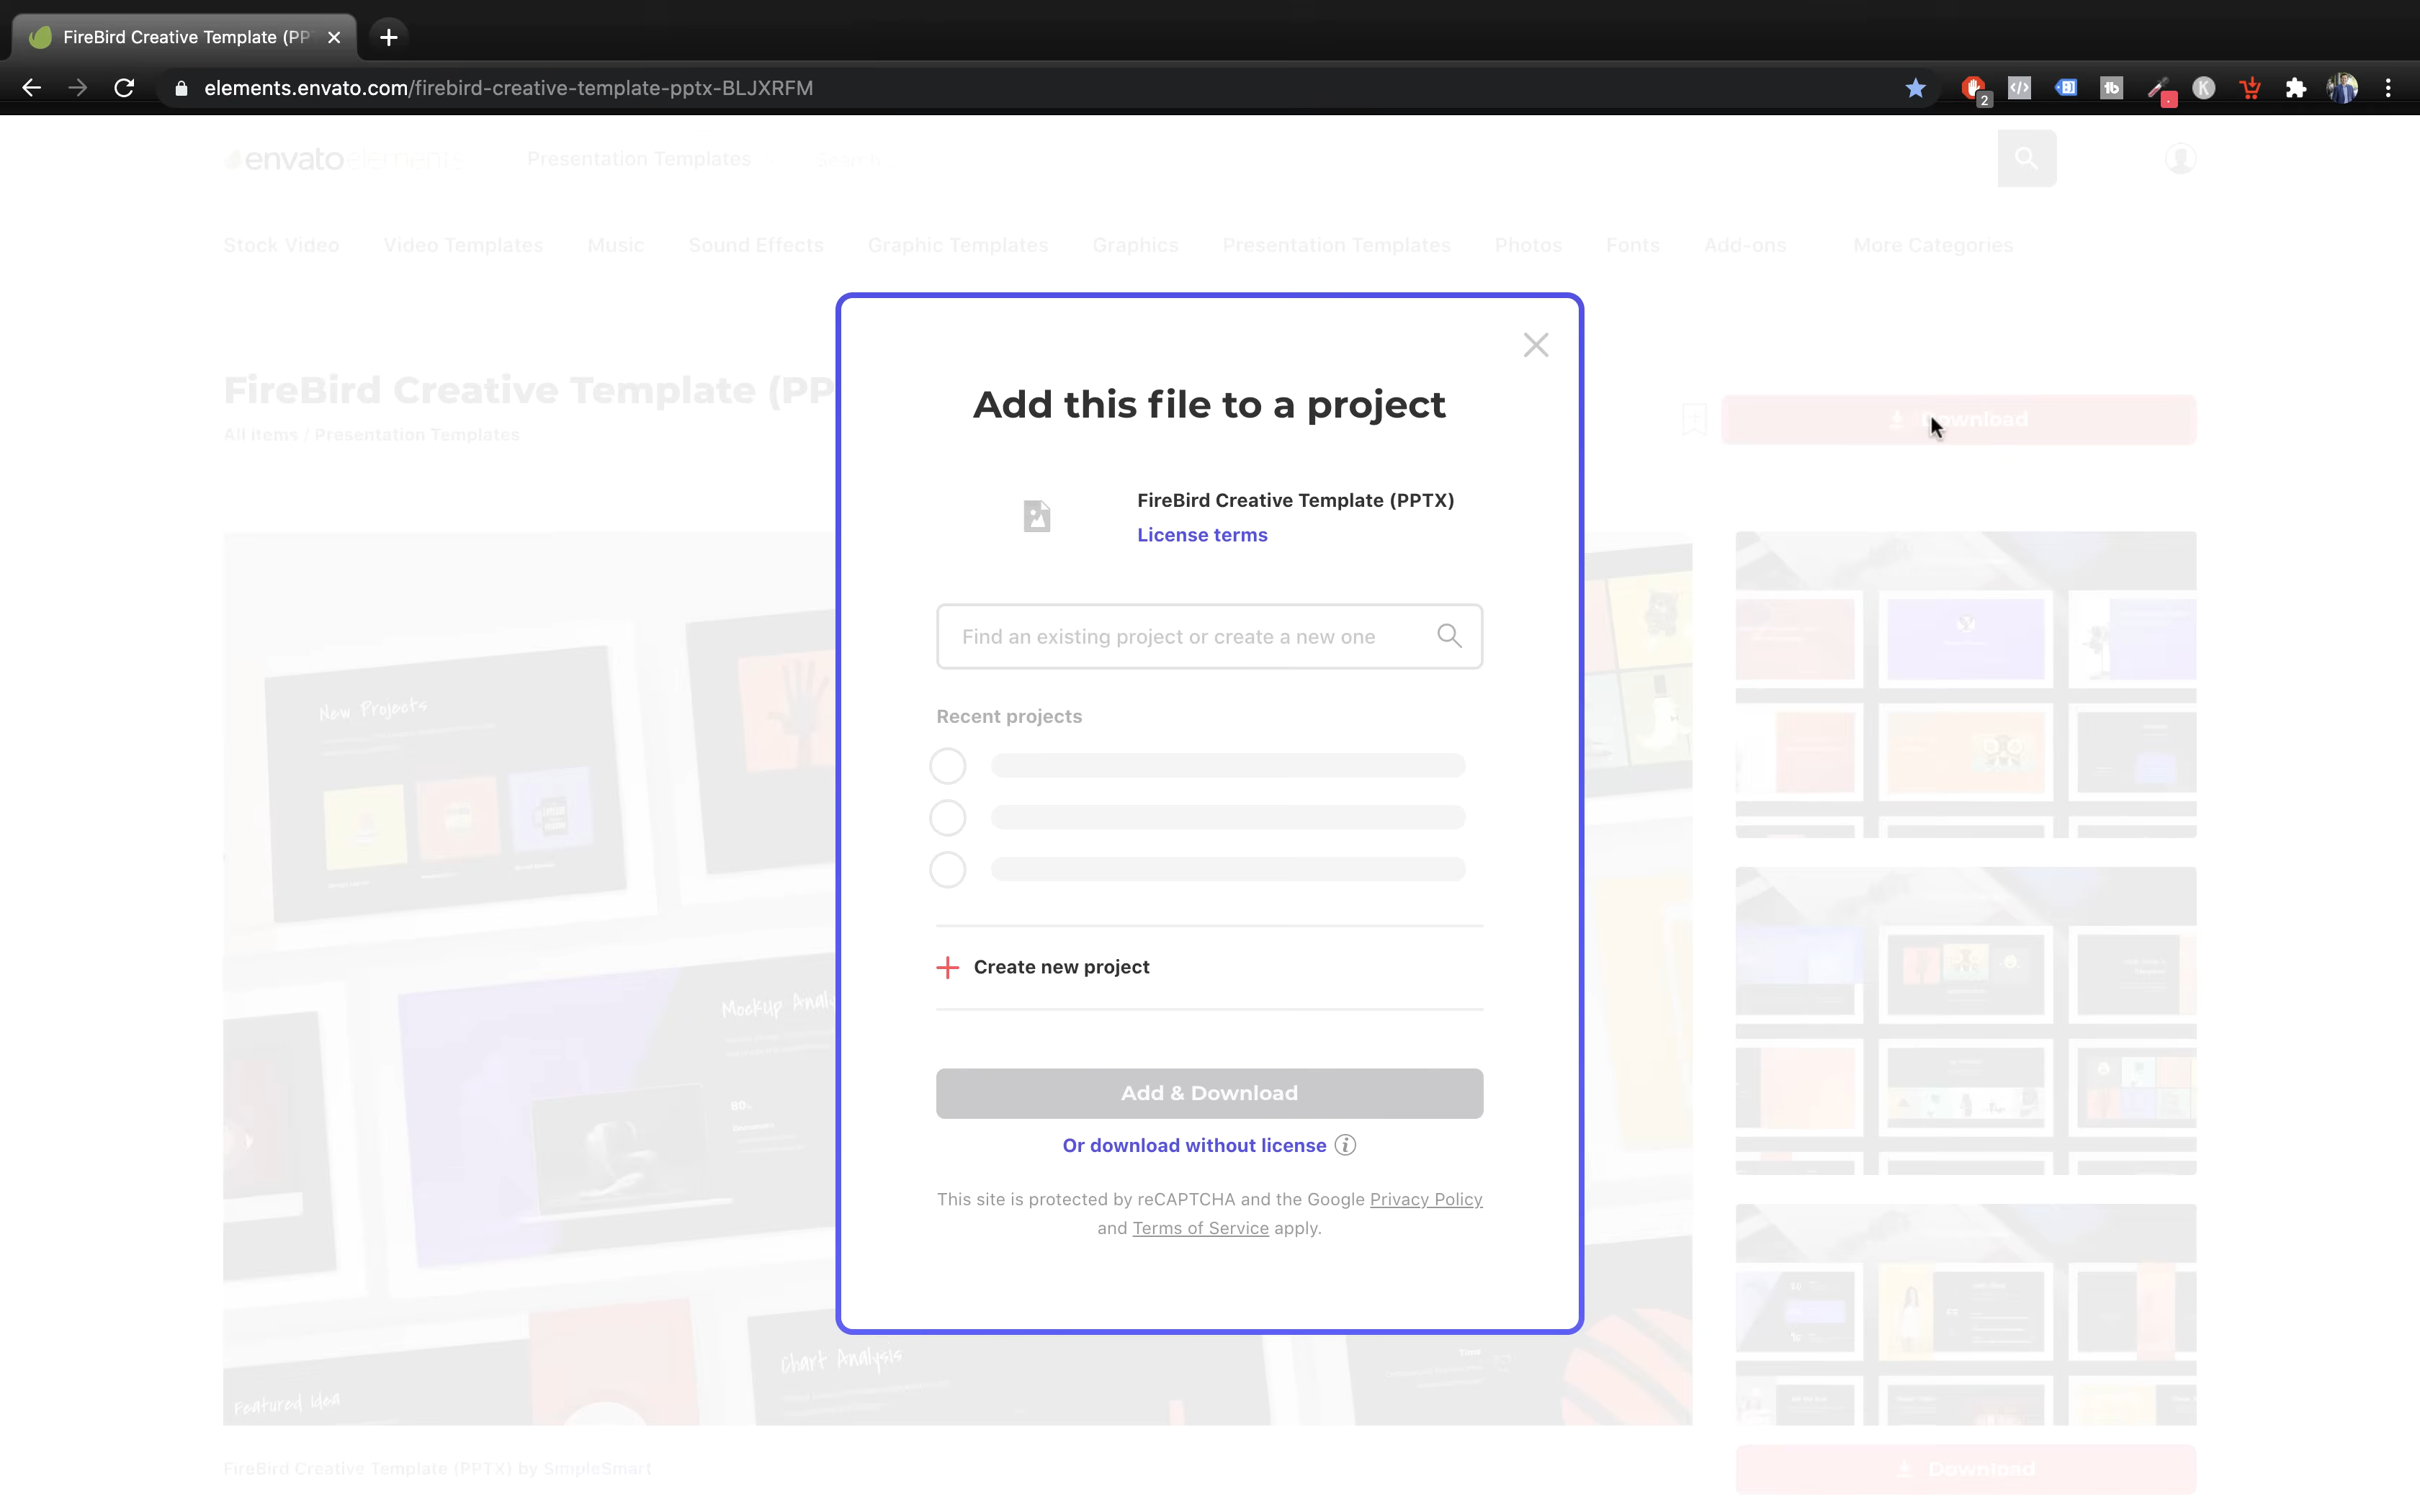 FireBird Creative Template (PP
elements.envato.com/firebird-creative-template-pptx-BLJXRFM
2
envato elements
Presentation Templates
Search
Stock Video
Video Templates
Music
Sound Effects
Graphic Templates
Graphics
Presentation Templates
Photos
Fonts
Add-ons
More Categories
FireBird Creative Template (PP
All Items / Presentation Templates
Download
Add this file to a project
FireBird Creative Template (PPTX)
License terms
Find an existing project or create a new one
Recent projects
Create new project
Add & Download
Or download without license
This site is protected by reCAPTCHA and the Google Privacy Policy
and Terms of Service apply.
New Projects
Mockup Analy
Chart Analysis
Featured Idea
FireBird Creative Template (PPTX) by SimpleSmart
Download